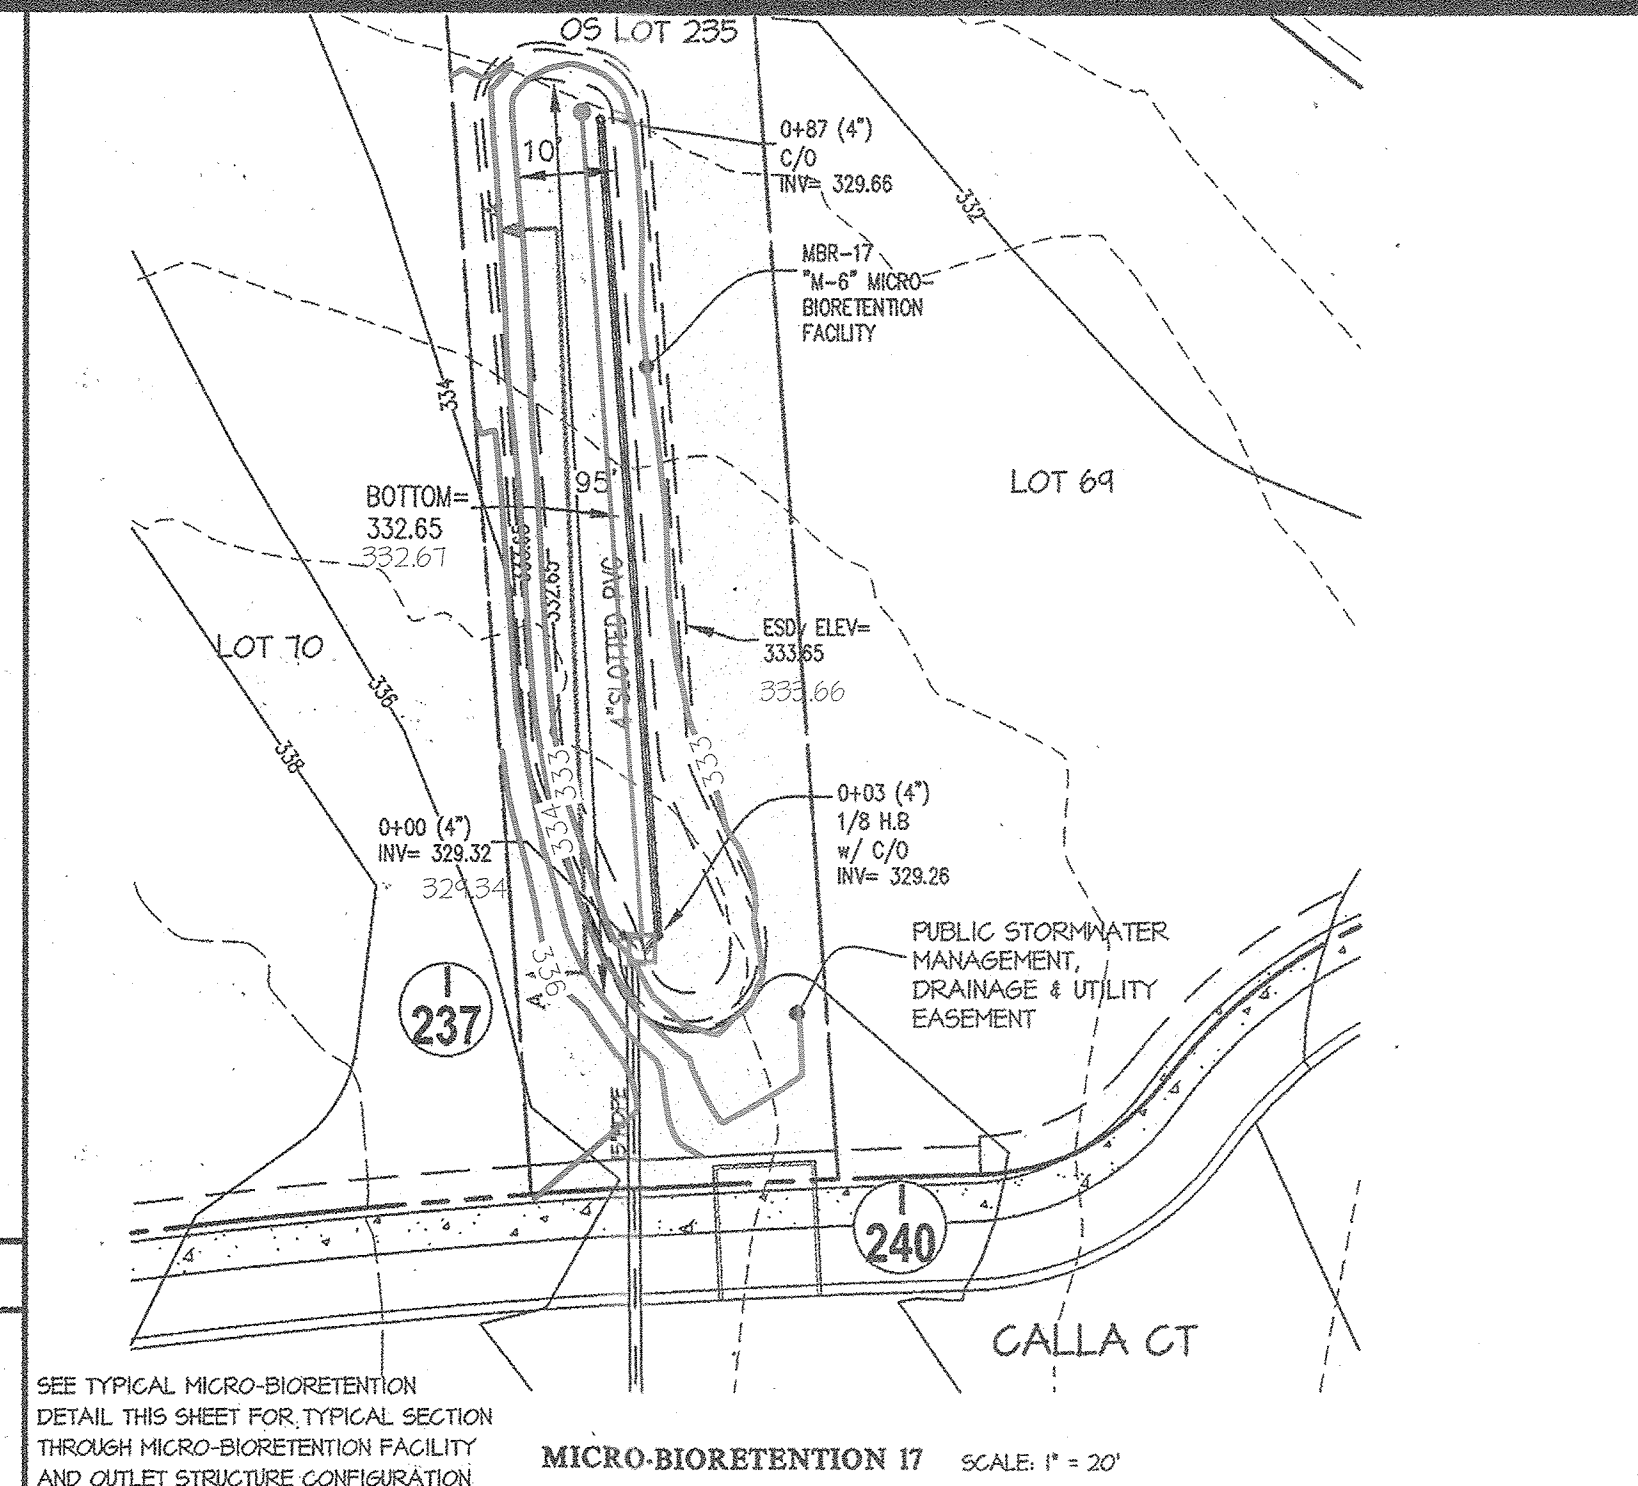 OS LOT 235
0+87 (4")
C/O
INV= 329.66
10'
332
MBR-17
"M-6" MICRO-
BIORETENTION
FACILITY
334
LOT 69
95'
BOTTOM=
332.65
332.67
333.65
332.65
4" SLOTTED PVC
ESDv ELEV=
333.65
333.66
LOT 70
336
338
333
333
334
0+03 (4")
1/8 H.B
w/ C/O
INV= 329.26
0+00 (4")
INV= 329.32
329.34
336
PUBLIC STORMWATER
MANAGEMENT,
DRAINAGE & UTILITY
EASEMENT
I
237
I
240
CALLA CT
SEE TYPICAL MICRO-BIORETENTION
DETAIL THIS SHEET FOR TYPICAL SECTION
THROUGH MICRO-BIORETENTION FACILITY
AND OUTLET STRUCTURE CONFIGURATION
MICRO-BIORETENTION 17 SCALE: 1" = 20'